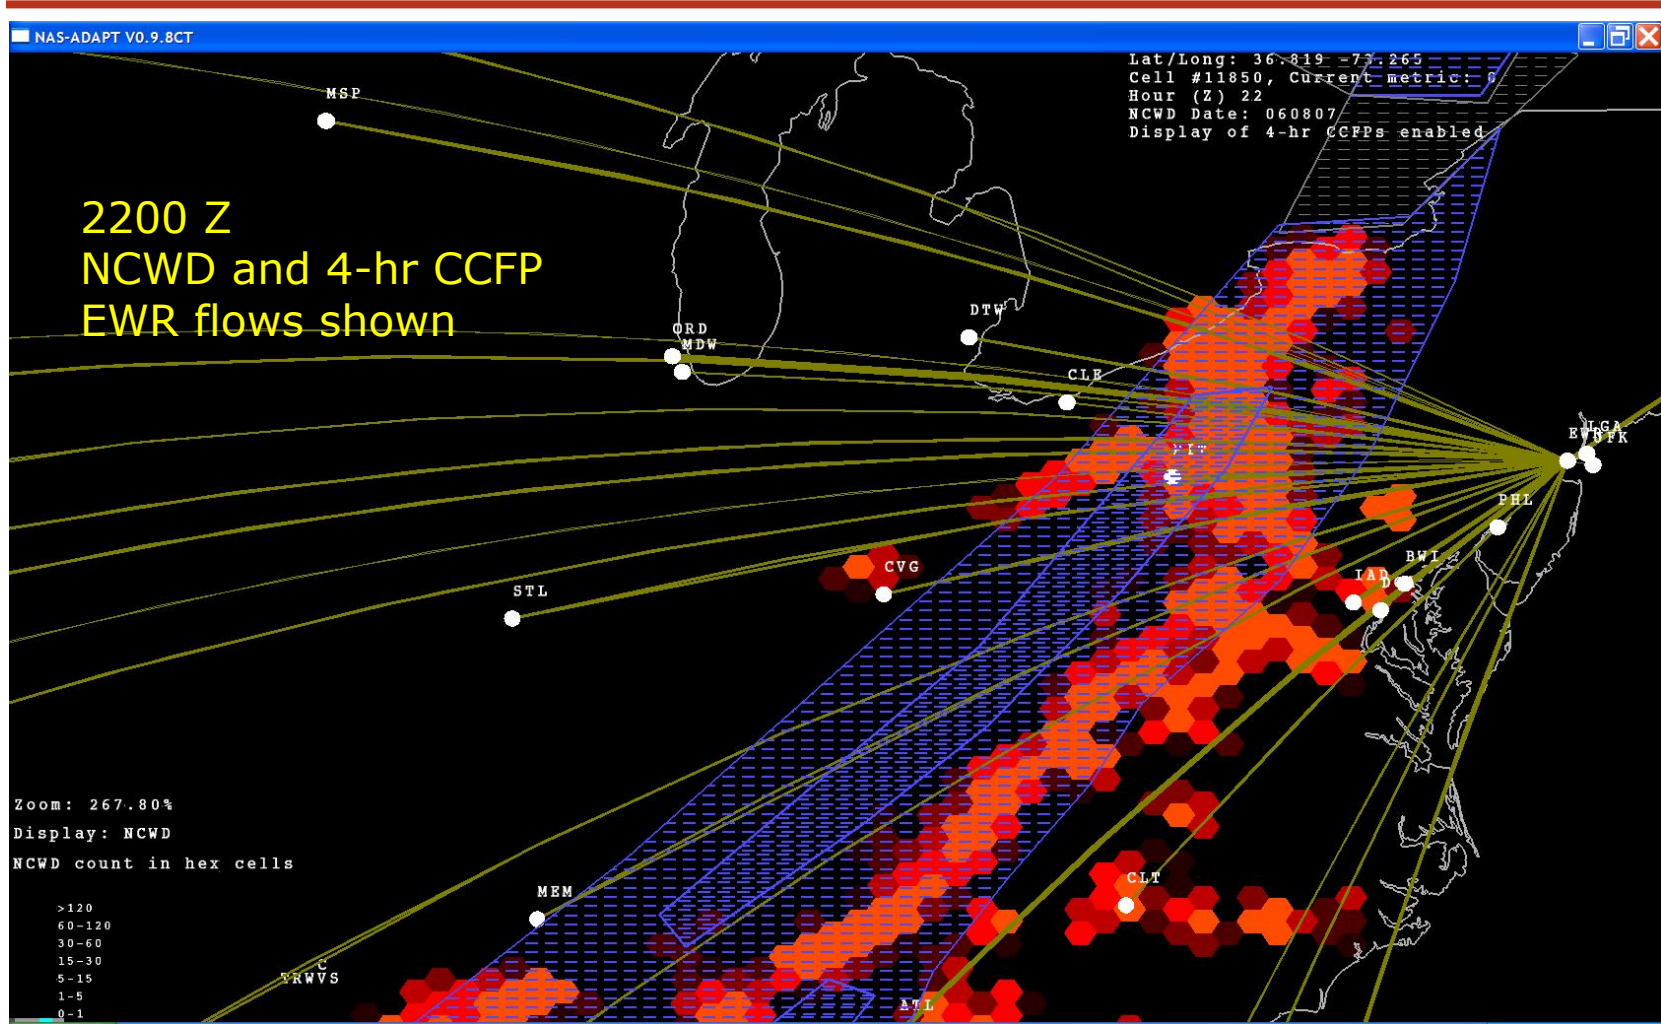 NAS-ADAPT V0.9.8CT
Lat/Long: 36.819 -73.265
Cell #11850, Current metric: 0
Hour (Z) 22
NCWD Date: 060807
Display of 4-hr CCFPs enabled
MSP
2200 Z
NCWD and 4-hr CCFP
EWR flows shown
DTW
ORD
MDW
CLE
LGA
EWR
JFK
PIT
PHL
BWI
CVG
IAD
STL
Zoom: 267.80%
Display: NCWD
NCWD count in hex cells
CLT
MEM
>120
60-120
30-60
15-30
5-15
1-5
0-1
ATL